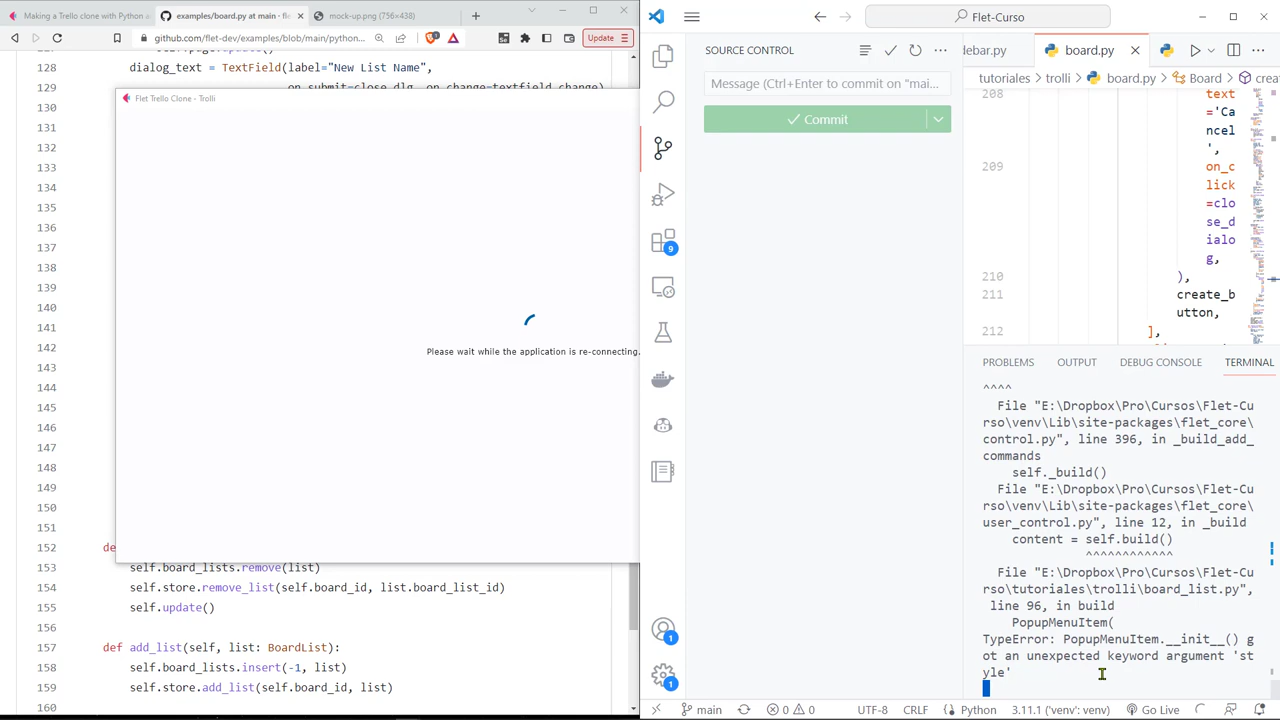 Making a Trello clone with Python
examples/board.py at main · fle
mock-up.png (756×438)
github.com/flet-dev/examples/blob/main/python...
Update
128 dialog_text = TextField(label="New List Name",
129 on_submit=close_dlg, on_change=textfield_change)
130
131
132
133
134
135
136
137
138
139
140
141
142
143
144
145
146
147
148
149
150
151
152 de
153 self.board_lists.remove(list)
154 self.store.remove_list(self.board_id, list.board_list_id)
155 self.update()
156
157 def add_list(self, list: BoardList):
158 self.board_lists.insert(-1, list)
159 self.store.add_list(self.board_id, list)
160
Flet Trello Clone - Trolli
Please wait while the application is re-connecting.
Flet-Curso
SOURCE CONTROL
Message (Ctrl+Enter to commit on "mai...
Commit
9
1
1
debar.py
board.py
tutoriales > trolli > board.py > Board > crea
208 text
='Ca
ncel
',
209 on_c
lick
=clo
se_d
ialo
g,
210 ),
211 create_b
utton,
212 ],
PROBLEMS OUTPUT DEBUG CONSOLE TERMINAL
^^^^
File "E:\Dropbox\Pro\Cursos\Flet-Cu
rso\venv\Lib\site-packages\flet_core\
control.py", line 396, in _build_add_
commands
self._build()
File "E:\Dropbox\Pro\Cursos\Flet-Cu
rso\venv\Lib\site-packages\flet_core\
user_control.py", line 12, in _build
content = self.build()
^^^^^^^^^^^^
File "E:\Dropbox\Pro\Cursos\Flet-Cu
rso\tutoriales\trolli\board_list.py",
line 96, in build
PopupMenuItem(
TypeError: PopupMenuItem.__init__() g
ot an unexpected keyword argument 'st
yle'
main 0 0 UTF-8 CRLF Python 3.11.1 ('venv': venv) Go Live